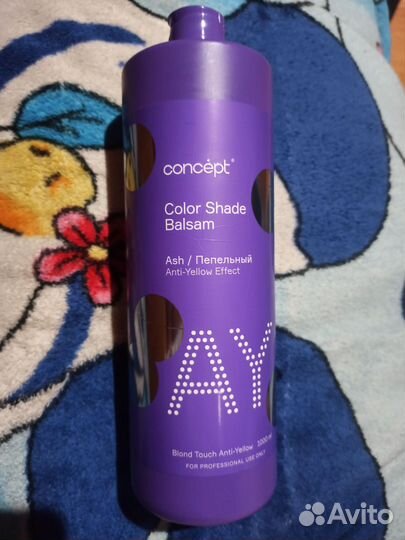 concépt®
Color Shade
Balsam
Ash / Пепельный
Anti-Yellow Effect
AY
Blond Touch Anti-Yellow 1000 ml
FOR PROFESSIONAL USE ONLY
Avito